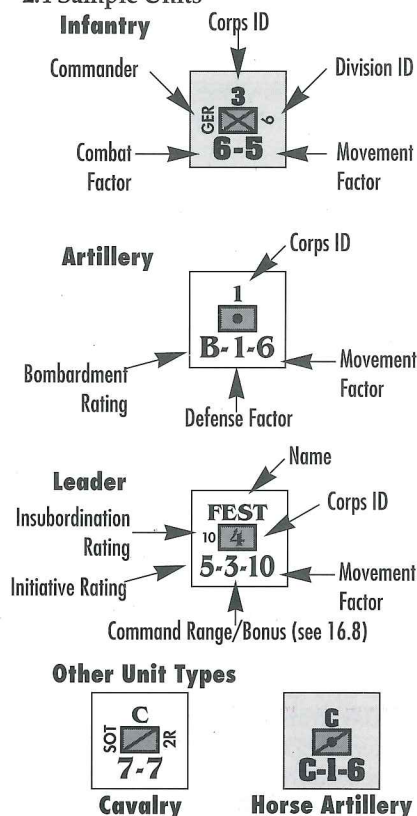 2.1 Sample Units
Infantry
Corps ID
Commander
Division ID
3
GER
6
6-5
Combat
Factor
Movement
Factor
Artillery
Corps ID
1
B-1-6
Bombardment
Rating
Movement
Factor
Defense Factor
Leader
Name
Insubordination
Rating
FEST
10
4
Corps ID
5-3-10
Initiative Rating
Movement
Factor
Command Range/Bonus (see 16.8)
Other Unit Types
C
SOT
2R
7-7
C
C-1-6
Cavalry
Horse Artillery